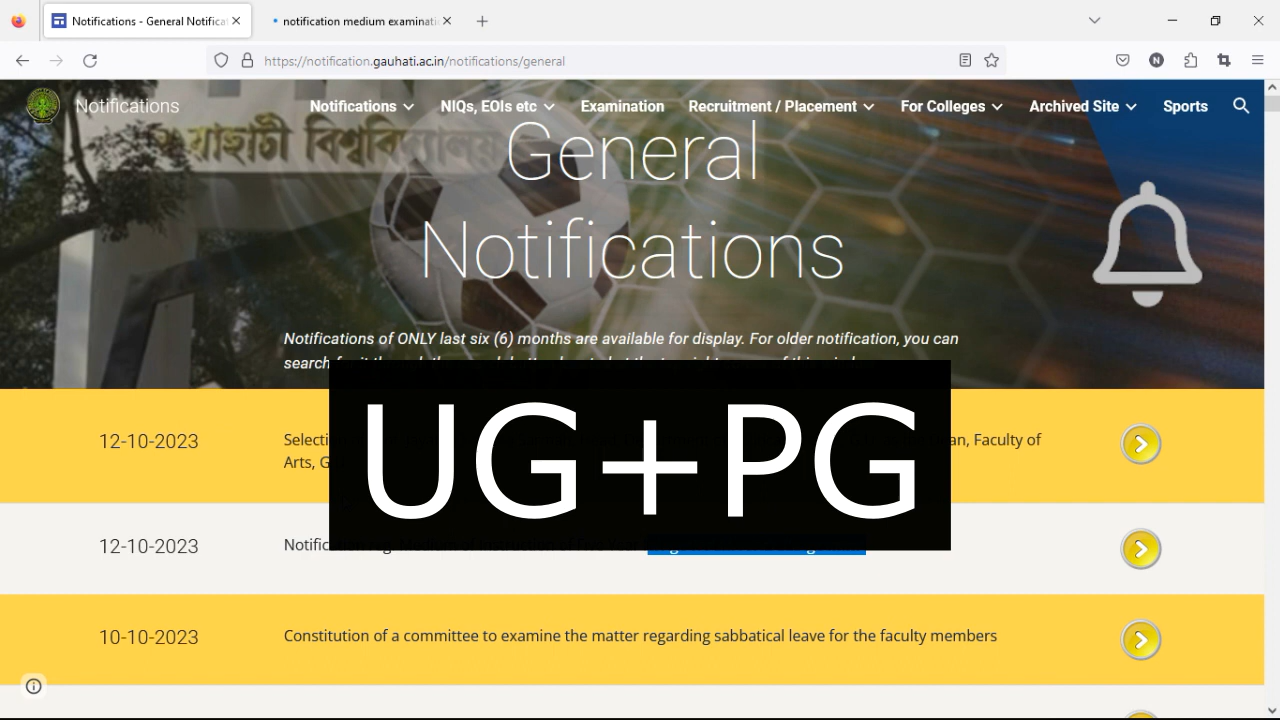 Notifications - General Notificat
notification medium examinati
https://notification.gauhati.ac.in/notifications/general
N
Notifications
Notifications
NIQs, EOIs etc
Examination
Recruitment / Placement
For Colleges
Archived Site
Sports
General
Notifications
Notifications of ONLY last six (6) months are available for display. For older notification, you can
search
12-10-2023
an, Faculty of
Arts, G
UG+PG
12-10-2023
10-10-2023
Constitution of a committee to examine the matter regarding sabbatical leave for the faculty members